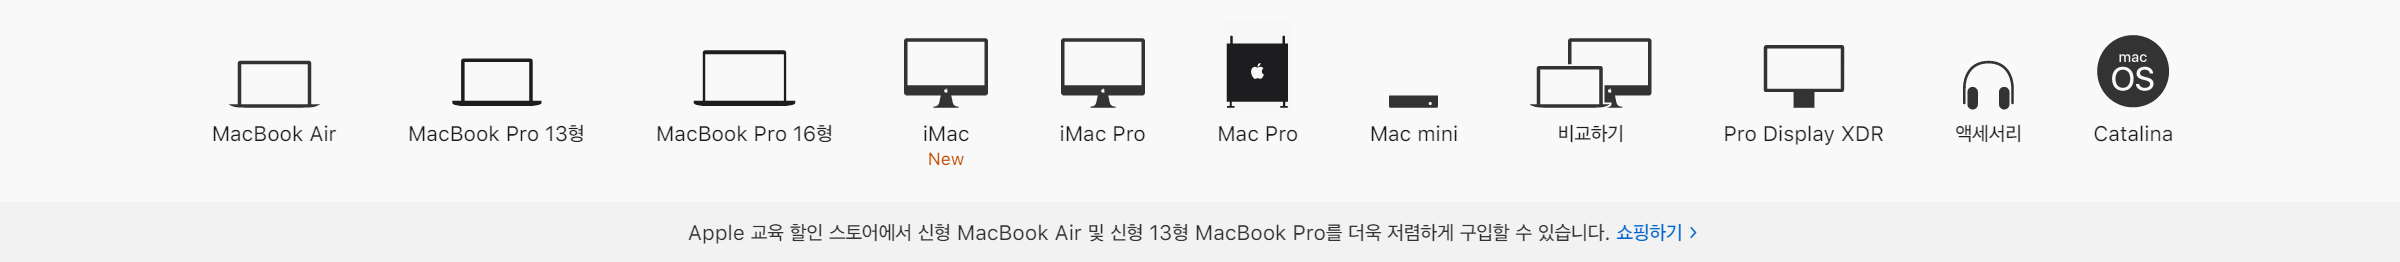 mac
OS
MacBook Air
MacBook Pro 13형
MacBook Pro 16형
iMac
New
iMac Pro
Mac Pro
Mac mini
비교하기
Pro Display XDR
액세서리
Catalina
Apple 교육 할인 스토어에서 신형 MacBook Air 및 신형 13형 MacBook Pro를 더욱 저렴하게 구입할 수 있습니다. 쇼핑하기 >